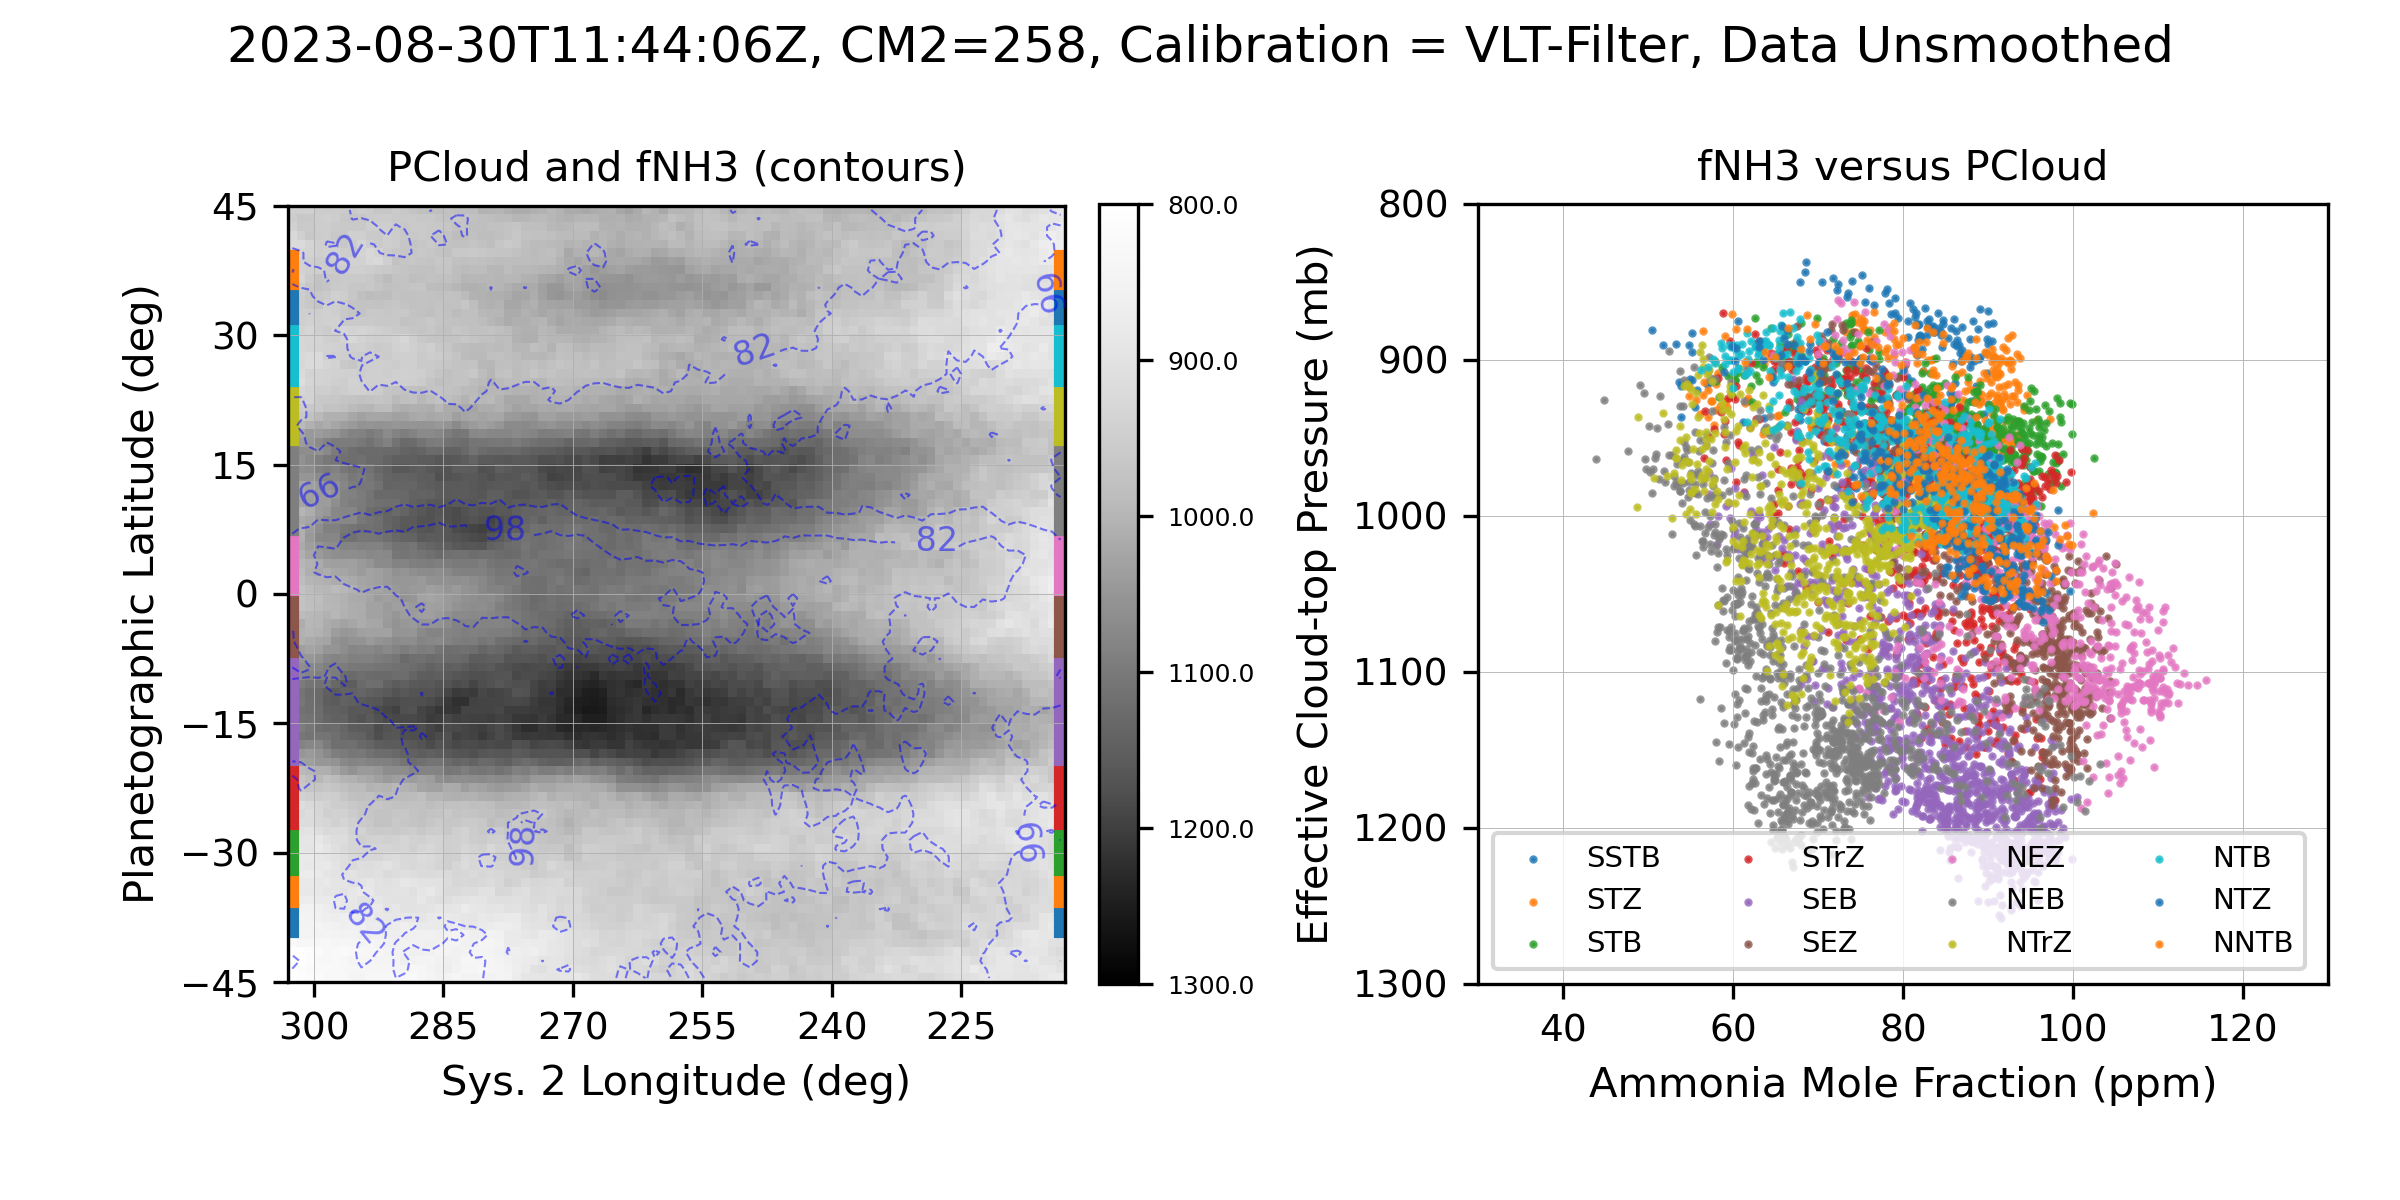 2023-08-30T11:44:06Z, CM2=258, Calibration = VLT-Filter, Data Unsmoothed
PCloud and fNH3 (contours)
fNH3 versus PCloud
Planetographic Latitude (deg)
45
30
15
0
−15
−30
−45
82
99
82
66
98
82
98
99
82
300
285
270
255
240
225
Sys. 2 Longitude (deg)
800.0
900.0
1000.0
1100.0
1200.0
1300.0
Effective Cloud-top Pressure (mb)
800
900
1000
1100
1200
1300
SSTB
STrZ
NEZ
NTB
STZ
SEB
NEB
NTZ
STB
SEZ
NTrZ
NNTB
40
60
80
100
120
Ammonia Mole Fraction (ppm)